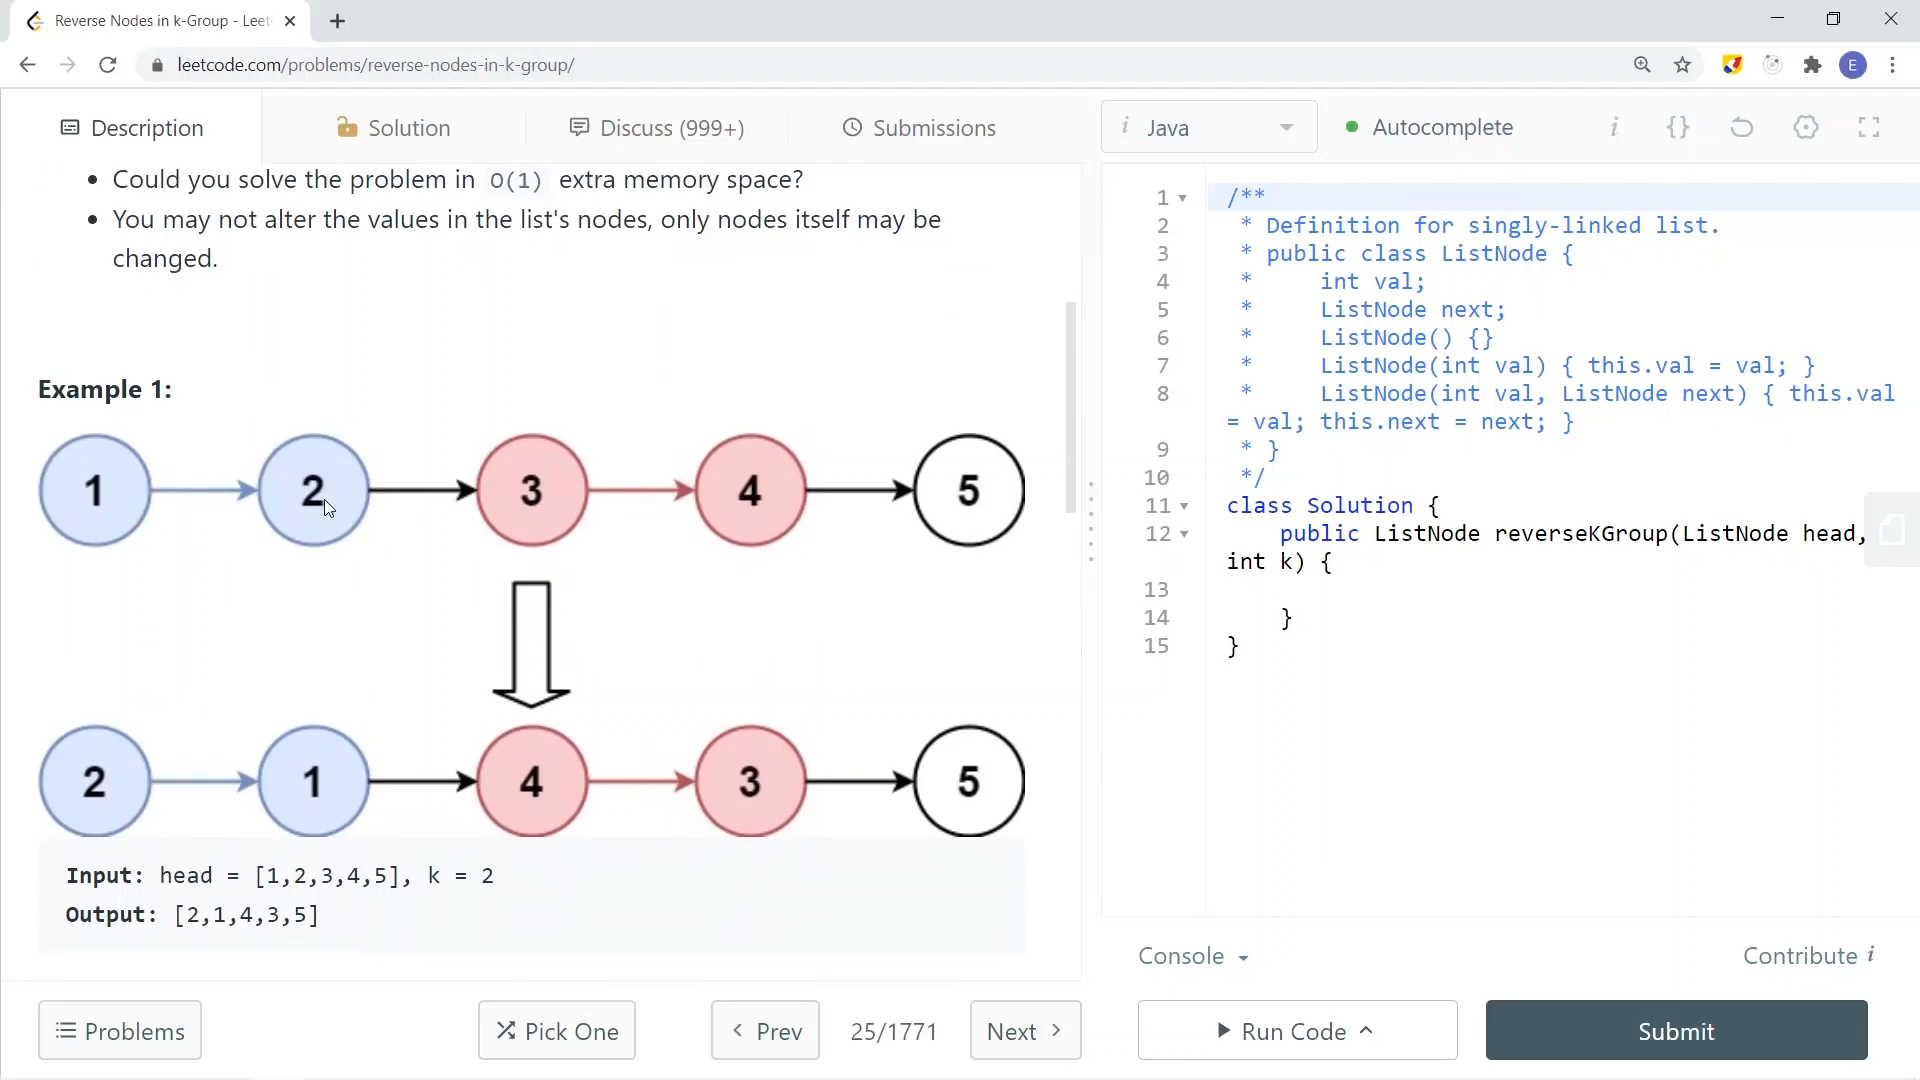 Reverse Nodes in k-Group - Leet
leetcode.com/problems/reverse-nodes-in-k-group/
E
Description
Solution
Discuss (999+)
Submissions
• Could you solve the problem in O(1) extra memory space?
• You may not alter the values in the list's nodes, only nodes itself may be
changed.
Example 1:
1 2 3 4 5
2 1 4 3 5
Input: head = [1,2,3,4,5], k = 2
Output: [2,1,4,3,5]
Problems
Pick One
< Prev
25/1771
Next >
i Java
Autocomplete
i {}
1 /**
2 * Definition for singly-linked list.
3 * public class ListNode {
4 *     int val;
5 *     ListNode next;
6 *     ListNode() {}
7 *     ListNode(int val) { this.val = val; }
8 *     ListNode(int val, ListNode next) { this.val
= val; this.next = next; }
9 * }
10 */
11 class Solution {
12     public ListNode reverseKGroup(ListNode head,
int k) {
13
14     }
15 }
Console
Contribute i
Run Code
Submit